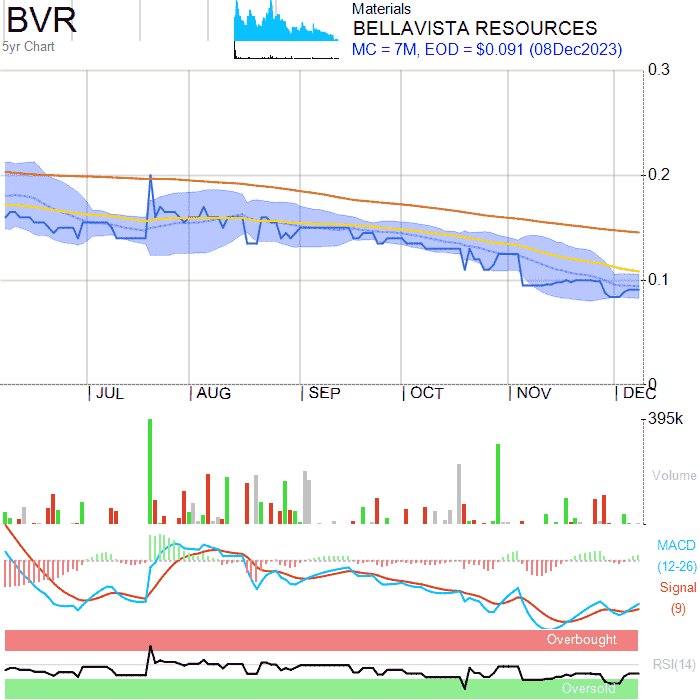 BVR
5yr Chart
Materials
BELLAVISTA RESOURCES
MC = 7M, EOD = $0.091 (08Dec2023)
0.3
0.2
0.1
0
JUL
AUG
SEP
OCT
NOV
DEC
395k
Volume
MACD
(12-26)
Signal
(9)
Overbought
RSI(14)
Oversold